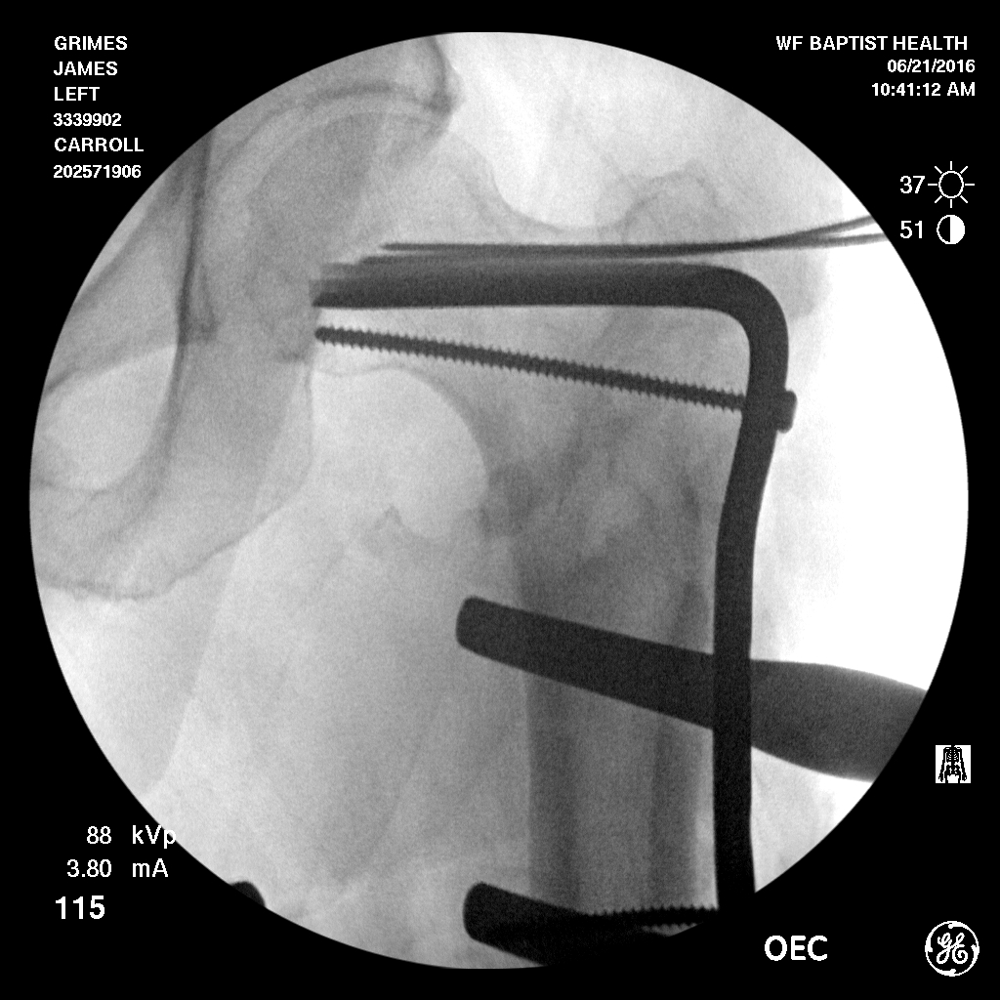 GRIMES
JAMES
LEFT
3339902
CARROLL
202571906
WF BAPTIST HEALTH
06/21/2016
10:41:12 AM
37
51
88 kVp
3.80 mA
115
OEC
GE